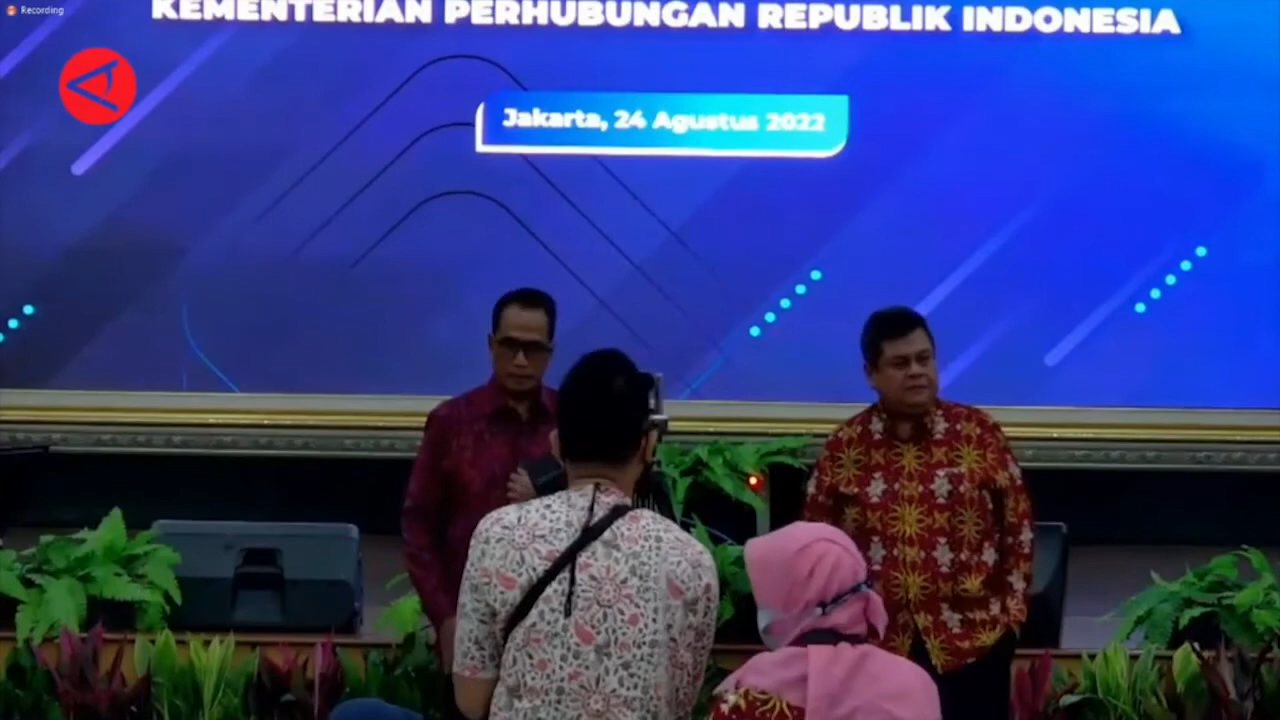 Recording
KEMENTERIAN PERHUBUNGAN REPUBLIK INDONESIA
Jakarta, 24 Agustus 2022